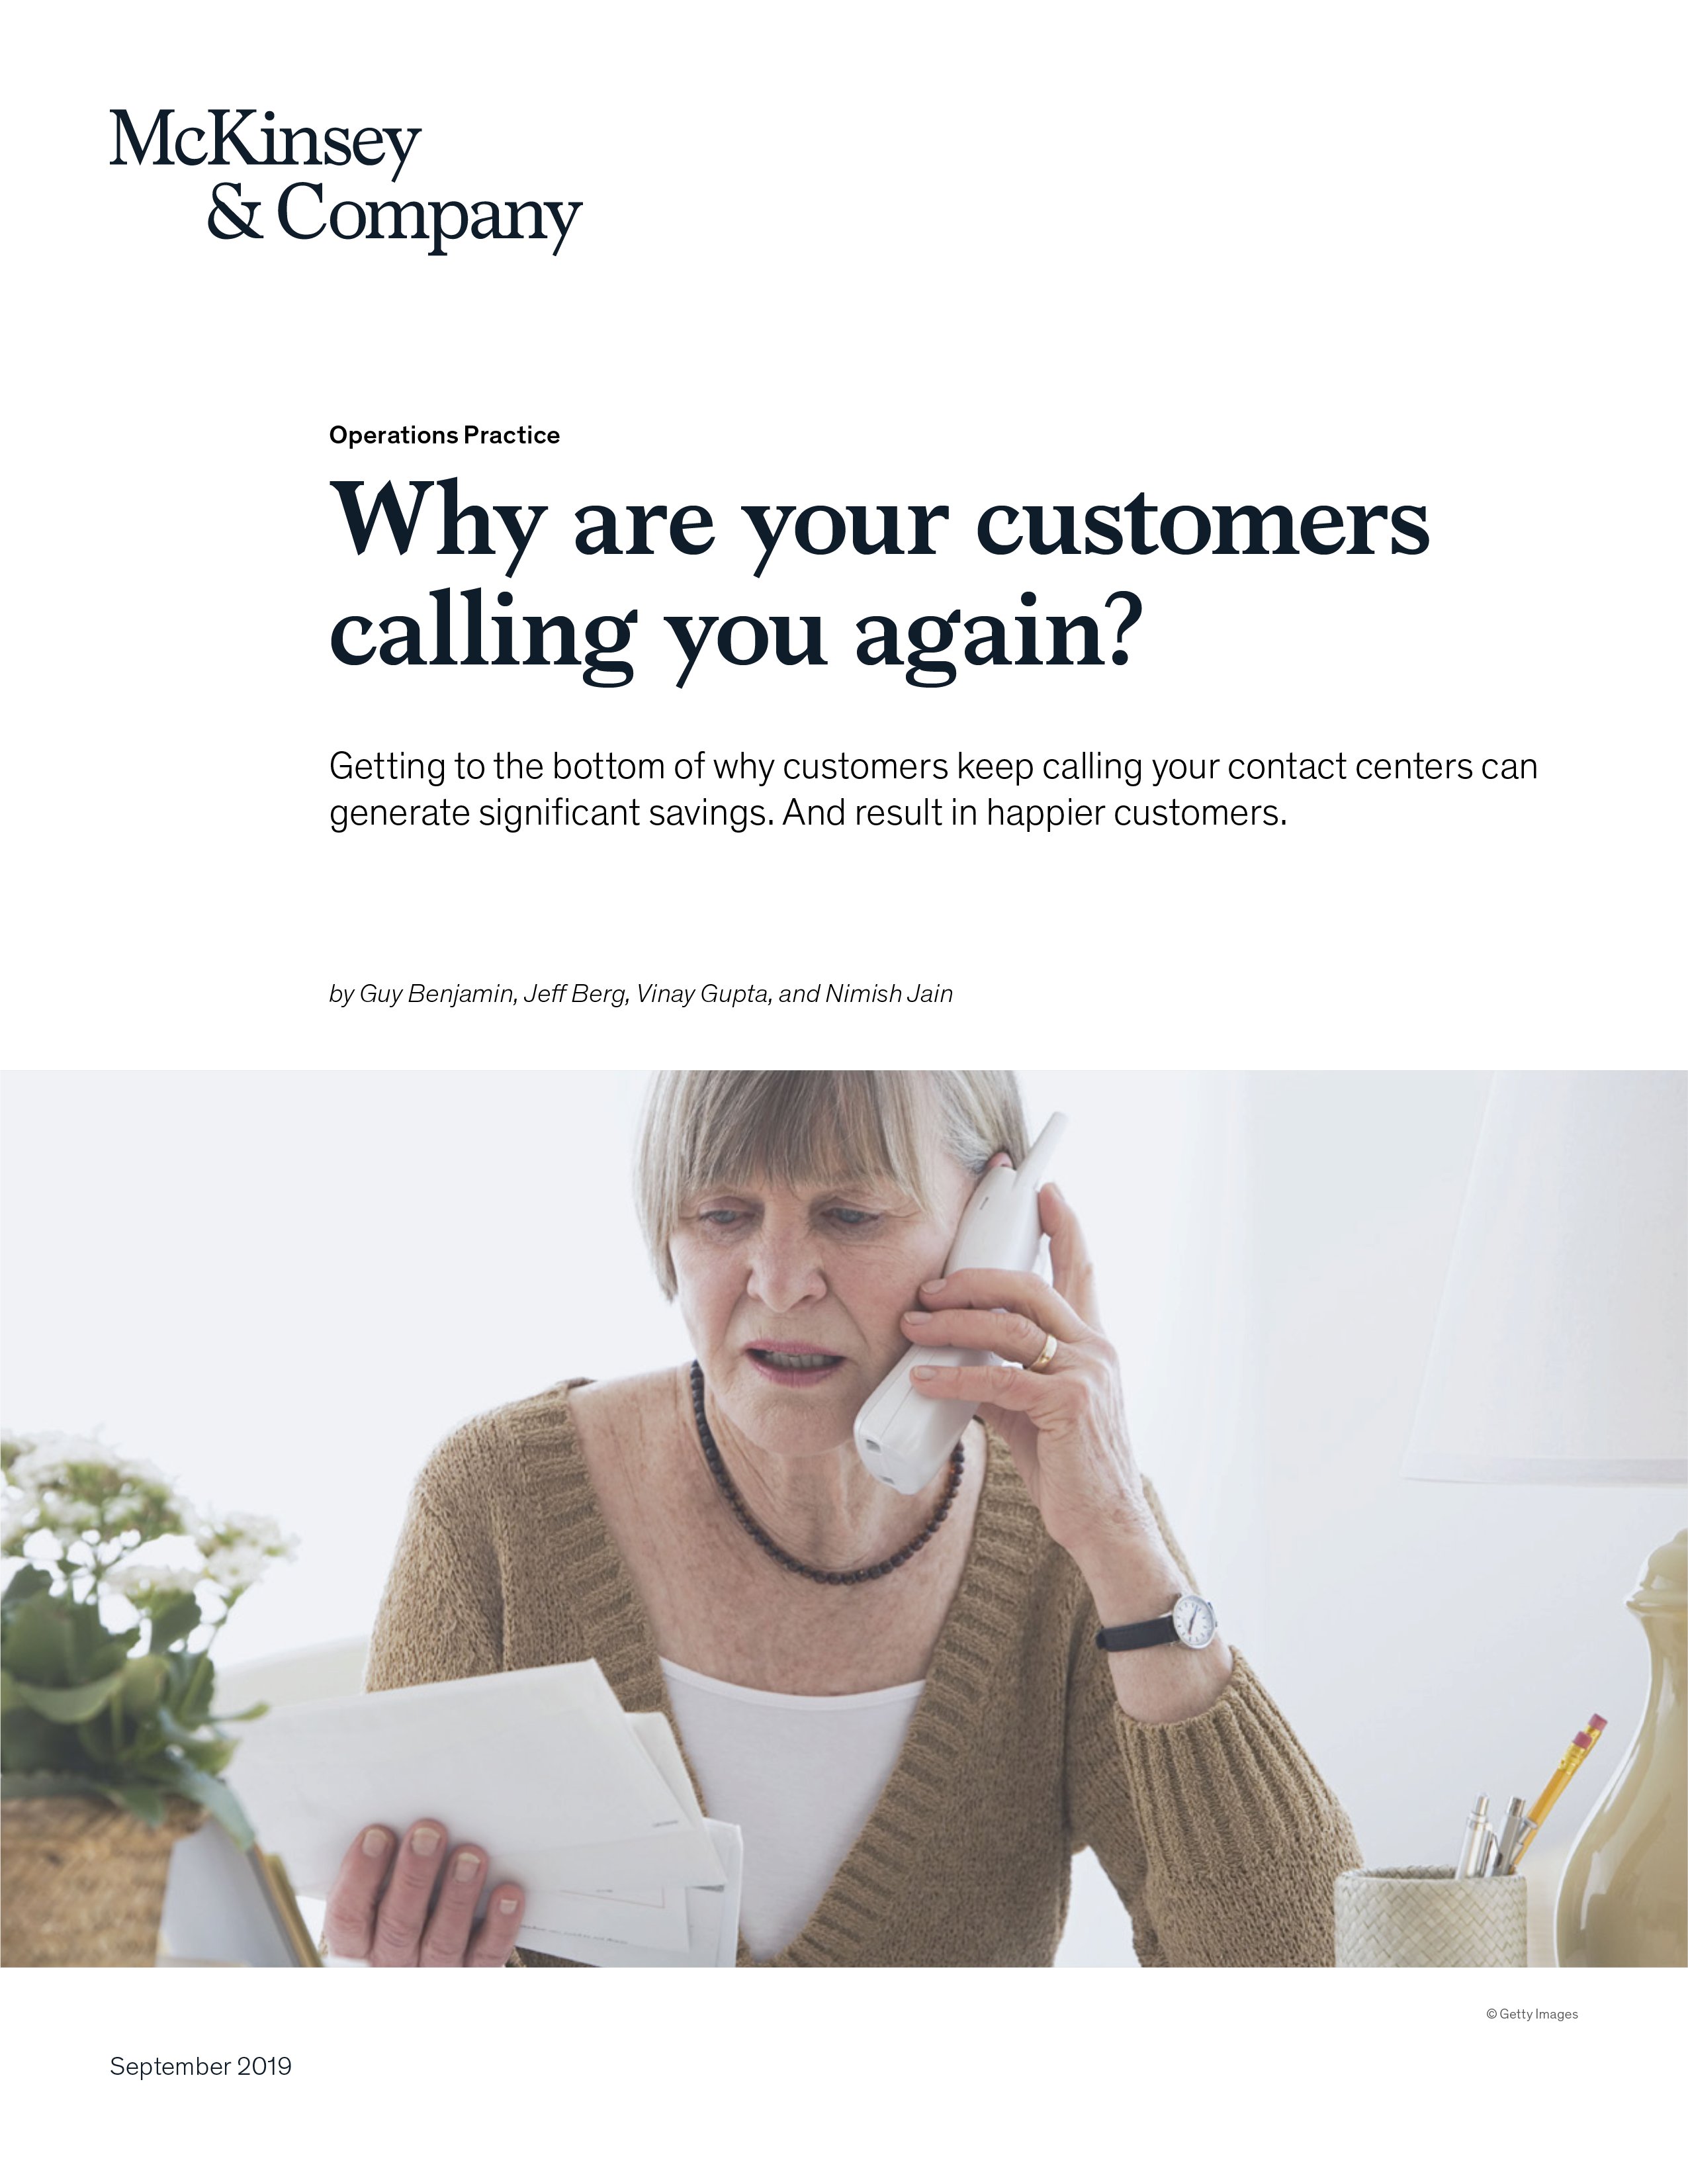 McKinsey
& Company
Operations Practice
Why are your customers
calling you again?
Getting to the bottom of why customers keep calling your contact centers can
generate significant savings. And result in happier customers.
by Guy Benjamin, Jeff Berg, Vinay Gupta, and Nimish Jain
© Getty Images
September 2019